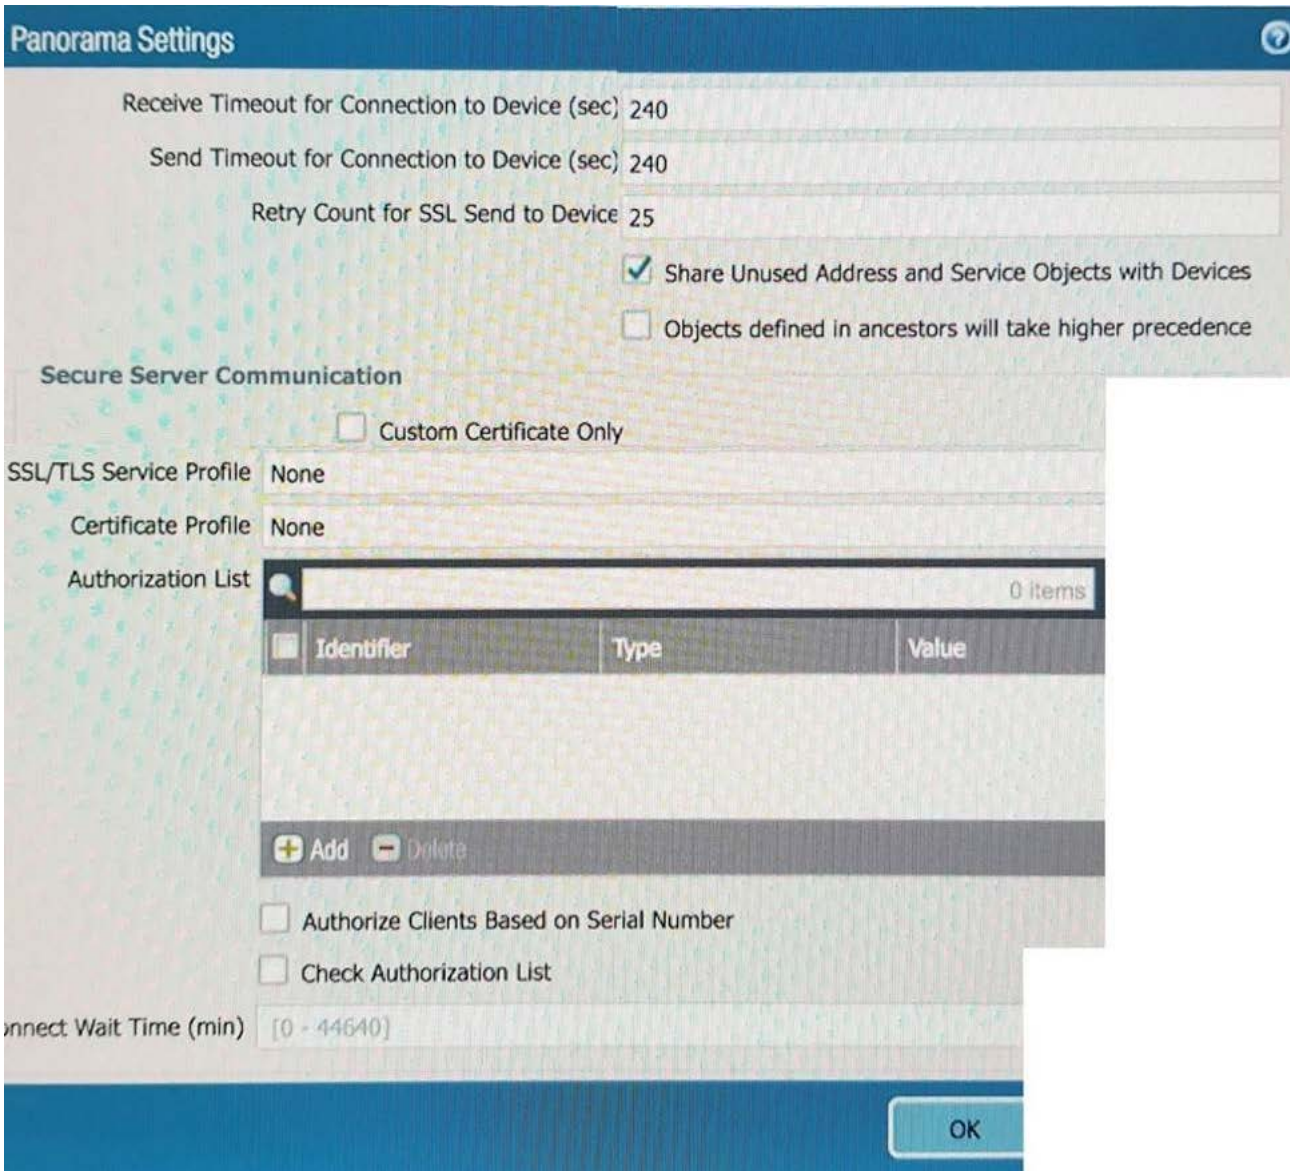 Panorama Settings
Receive Timeout for Connection to Device (sec) 240
Send Timeout for Connection to Device (sec) 240
Retry Count for SSL Send to Device 25
Share Unused Address and Service Objects with Devices
Objects defined in ancestors will take higher precedence
Secure Server Communication
Custom Certificate Only
SSL/TLS Service Profile None
Certificate Profile None
Authorization List
0 items
Identifier Type Value
Add Delete
Authorize Clients Based on Serial Number
Check Authorization List
onnect Wait Time (min) [0 - 44640]
OK